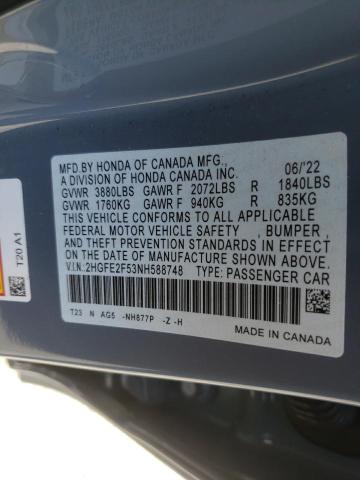 MFD.BY HONDA OF CANADA MFG., 06/'22
A DIVISION OF HONDA CANADA INC.
GVWR 3880LBS GAWR F 2072LBS R 1840LBS
GVWR 1760KG GAWR F 940KG R 835KG
THIS VEHICLE CONFORMS TO ALL APPLICABLE
FEDERAL MOTOR VEHICLE SAFETY , BUMPER ,
AND THEFT PREVENTION STANDARDS IN EFFECT
ON THE DATE OF MANUFACTURE SHOWN ABOVE.
V.I.N.:2HGFE2F53NH588748 TYPE: PASSENGER CAR
T23 N AG5 -NH877P -Z -H
MADE IN CANADA
T20 A1